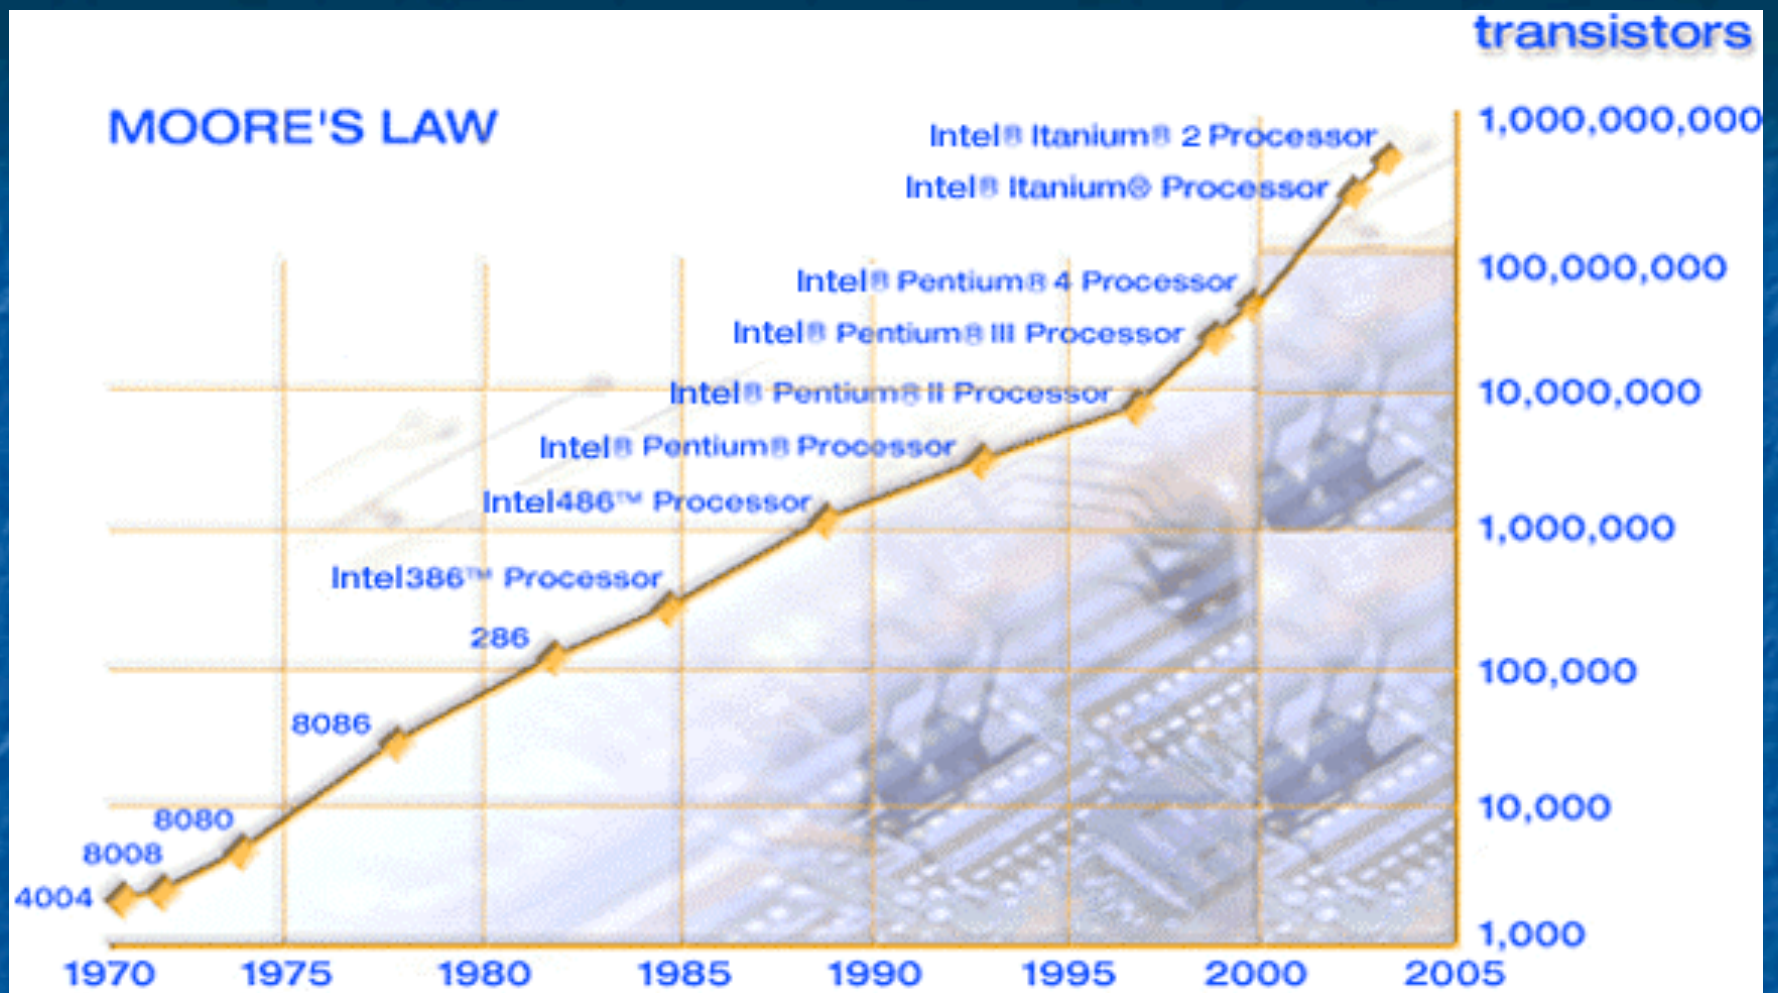 transistors
MOORE'S LAW
1,000,000,000
Intel® Itanium® 2 Processor
Intel® Itanium® Processor
100,000,000
Intel® Pentium® 4 Processor
Intel® Pentium® III Processor
10,000,000
Intel® Pentium® II Processor
Intel® Pentium® Processor
Intel486™ Processor
1,000,000
Intel386™ Processor
286
100,000
8086
10,000
8080
8008
4004
1,000
1970 1975 1980 1985 1990 1995 2000 2005